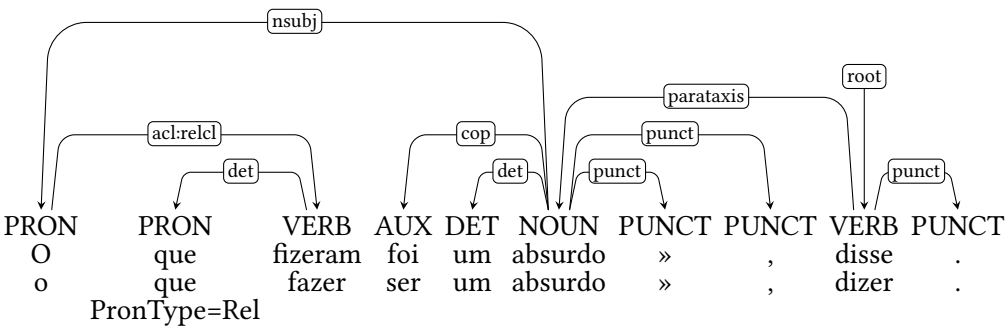 nsubj
root
parataxis
acl:relcl cop punct
det det punct punct
PRON PRON VERB AUX DET NOUN PUNCT PUNCT VERB PUNCT
O que fizeram foi um absurdo » , disse .
o que fazer ser um absurdo » , dizer .
PronType=Rel